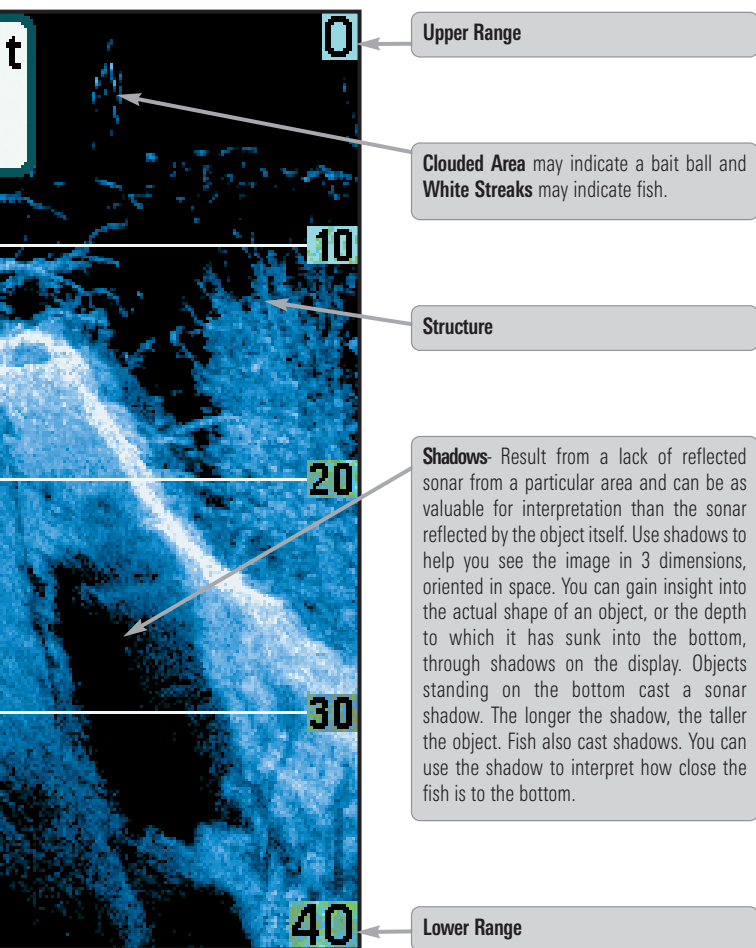 t
0
Upper Range
Clouded Area may indicate a bait ball and
White Streaks may indicate fish.
10
Structure
Shadows- Result from a lack of reflected
sonar from a particular area and can be as
valuable for interpretation than the sonar
reflected by the object itself. Use shadows to
help you see the image in 3 dimensions,
oriented in space. You can gain insight into
the actual shape of an object, or the depth
to which it has sunk into the bottom,
through shadows on the display. Objects
standing on the bottom cast a sonar
shadow. The longer the shadow, the taller
the object. Fish also cast shadows. You can
use the shadow to interpret how close the
fish is to the bottom.
20
30
40
Lower Range